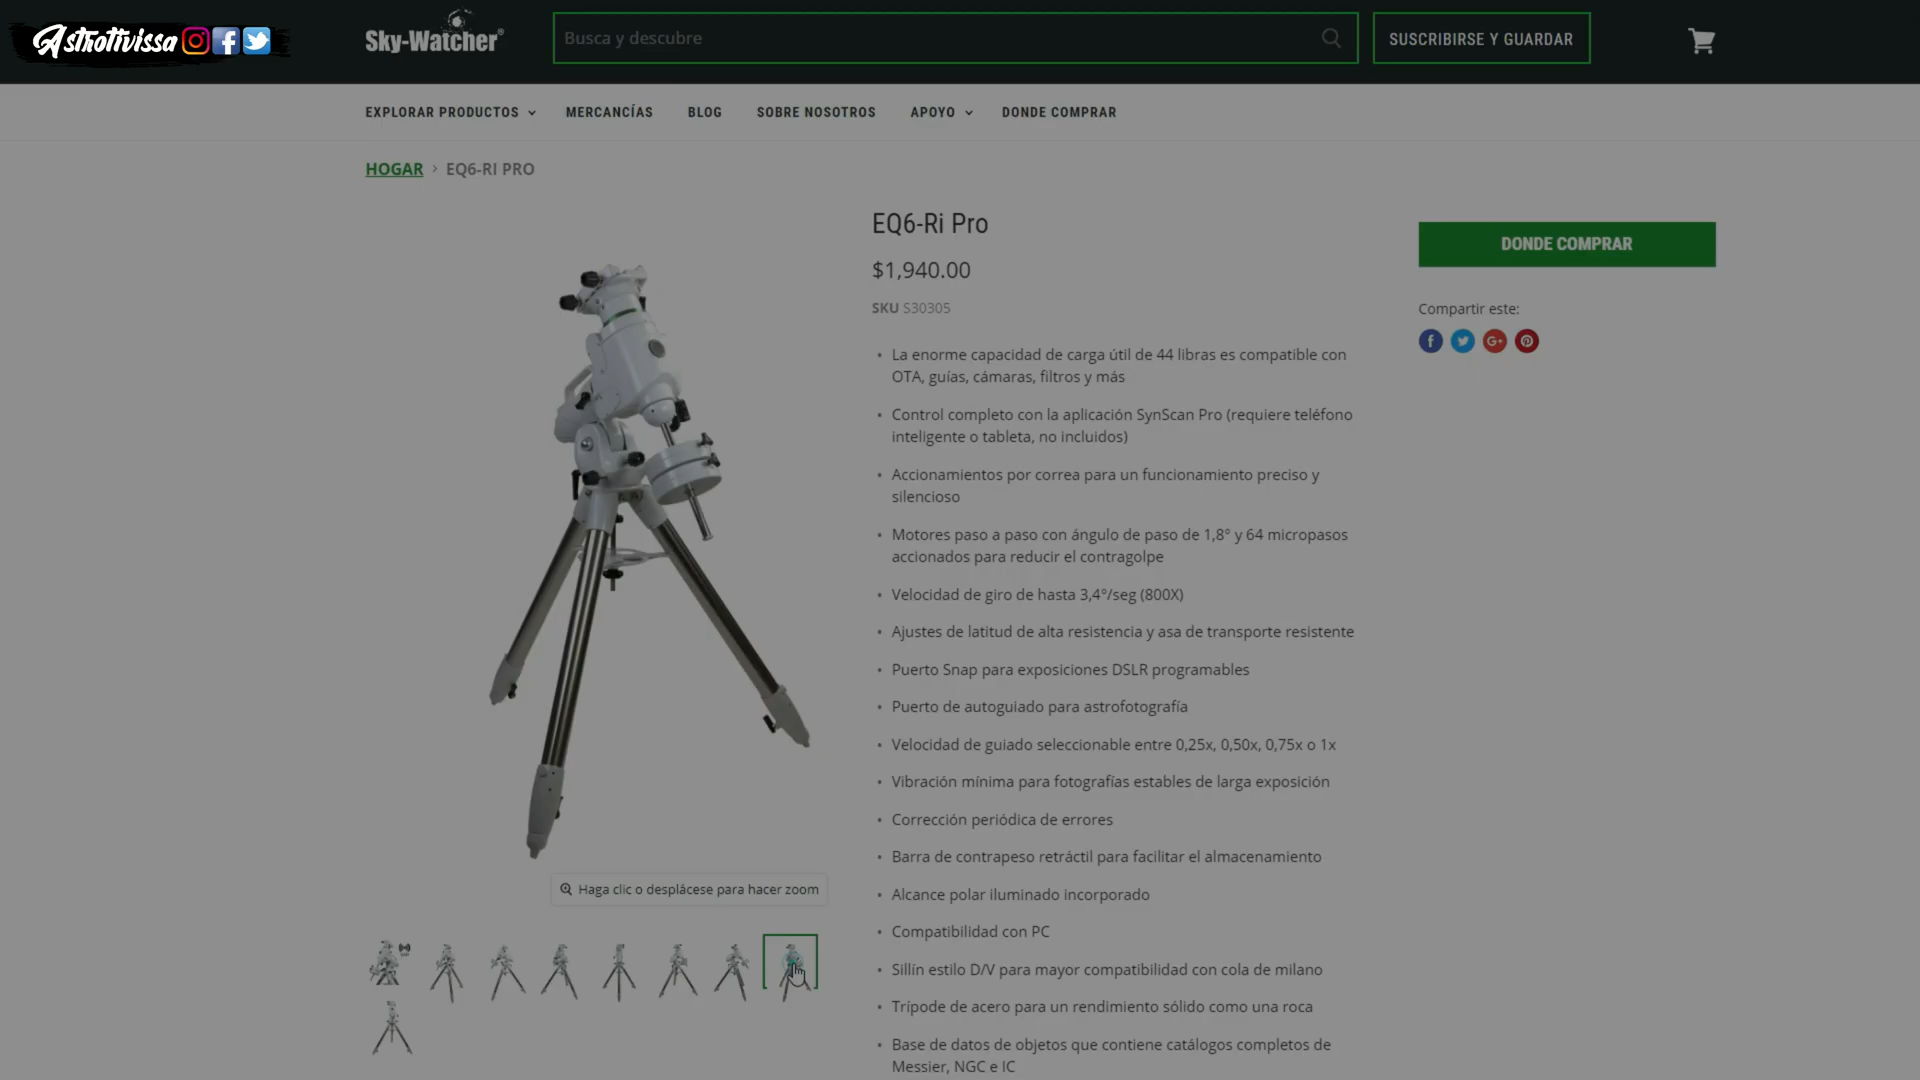 Astrotivissa
Sky-Watcher®
Busca y descubre
SUSCRIBIRSE Y GUARDAR
EXPLORAR PRODUCTOS
MERCANCÍAS
BLOG
SOBRE NOSOTROS
APOYO
DONDE COMPRAR
HOGAR › EQ6-RI PRO
EQ6-Ri Pro
$1,940.00
SKU S30305
• La enorme capacidad de carga útil de 44 libras es compatible con
OTA, guías, cámaras, filtros y más
• Control completo con la aplicación SynScan Pro (requiere teléfono
inteligente o tableta, no incluidos)
• Accionamientos por correa para un funcionamiento preciso y
silencioso
• Motores paso a paso con ángulo de paso de 1,8° y 64 micropasos
accionados para reducir el contragolpe
• Velocidad de giro de hasta 3,4°/seg (800X)
• Ajustes de latitud de alta resistencia y asa de transporte resistente
• Puerto Snap para exposiciones DSLR programables
• Puerto de autoguiado para astrofotografía
• Velocidad de guiado seleccionable entre 0,25x, 0,50x, 0,75x o 1x
• Vibración mínima para fotografías estables de larga exposición
• Corrección periódica de errores
• Barra de contrapeso retráctil para facilitar el almacenamiento
• Alcance polar iluminado incorporado
• Compatibilidad con PC
• Sillín estilo D/V para mayor compatibilidad con cola de milano
• Trípode de acero para un rendimiento sólido como una roca
• Base de datos de objetos que contiene catálogos completos de
Messier, NGC e IC
DONDE COMPRAR
Compartir este:
Haga clic o desplácese para hacer zoom